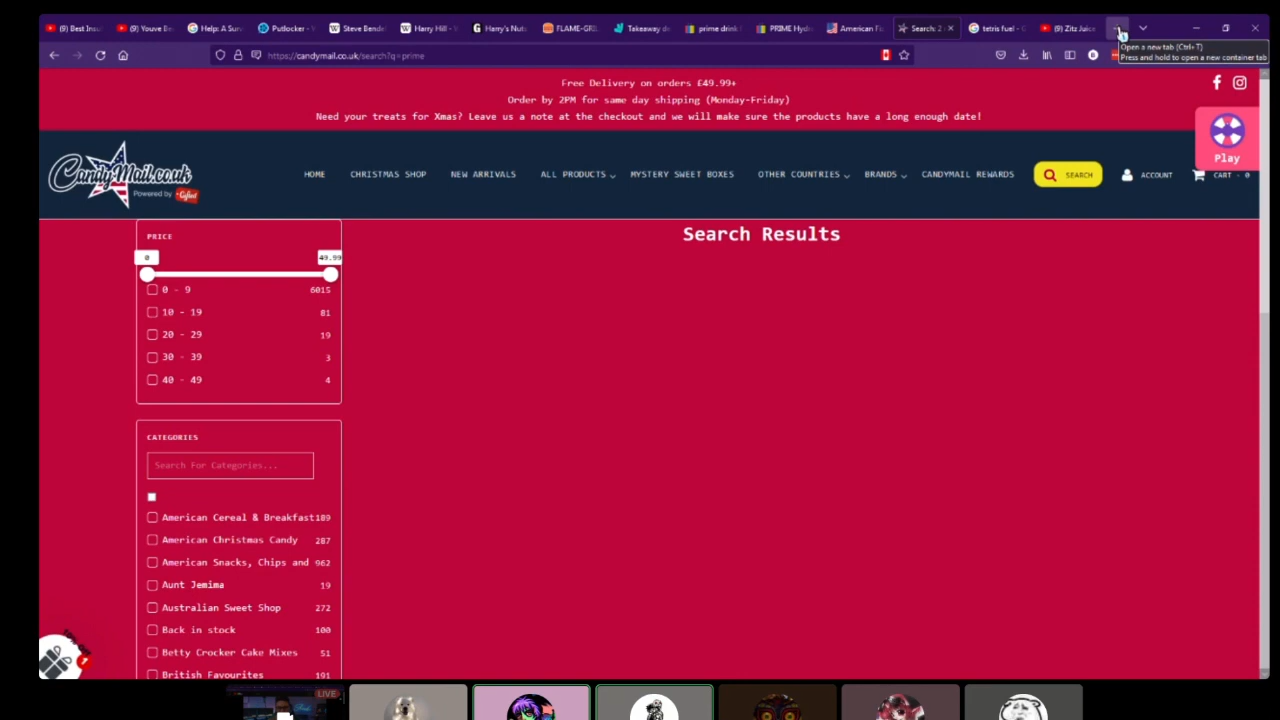 (9) Best Insu
(9) Youve Be
Help: A Surv
Putlocker -
Steve Bendel
Harry Hill -
Harry's Nuts
FLAME-GRIL
Takeaway d
prime drink
PRIME Hydr
American Fi
Search: 2
tetris fuel -
(9) Zitz Juice
Open a new tab (Ctrl+T)
Press and hold to open a new container tab
https://candymail.co.uk/search?q=prime
Free Delivery on orders £49.99+
Order by 2PM for same day shipping (Monday-Friday)
Need your treats for Xmas? Leave us a note at the checkout and we will make sure the products have a long enough date!
Play
CandyMail.co.uk
Powered by Gifted
HOME
CHRISTMAS SHOP
NEW ARRIVALS
ALL PRODUCTS
MYSTERY SWEET BOXES
OTHER COUNTRIES
BRANDS
CANDYMAIL REWARDS
SEARCH
ACCOUNT
CART - 0
Search Results
PRICE
0 49.99
0 - 9 6015
10 - 19 81
20 - 29 19
30 - 39 3
40 - 49 4
CATEGORIES
Search For Categories...
American Cereal & Breakfast 189
American Christmas Candy 287
American Snacks, Chips and 962
Aunt Jemima 19
Australian Sweet Shop 272
Back in stock 100
Betty Crocker Cake Mixes 51
British Favourites 191
LIVE